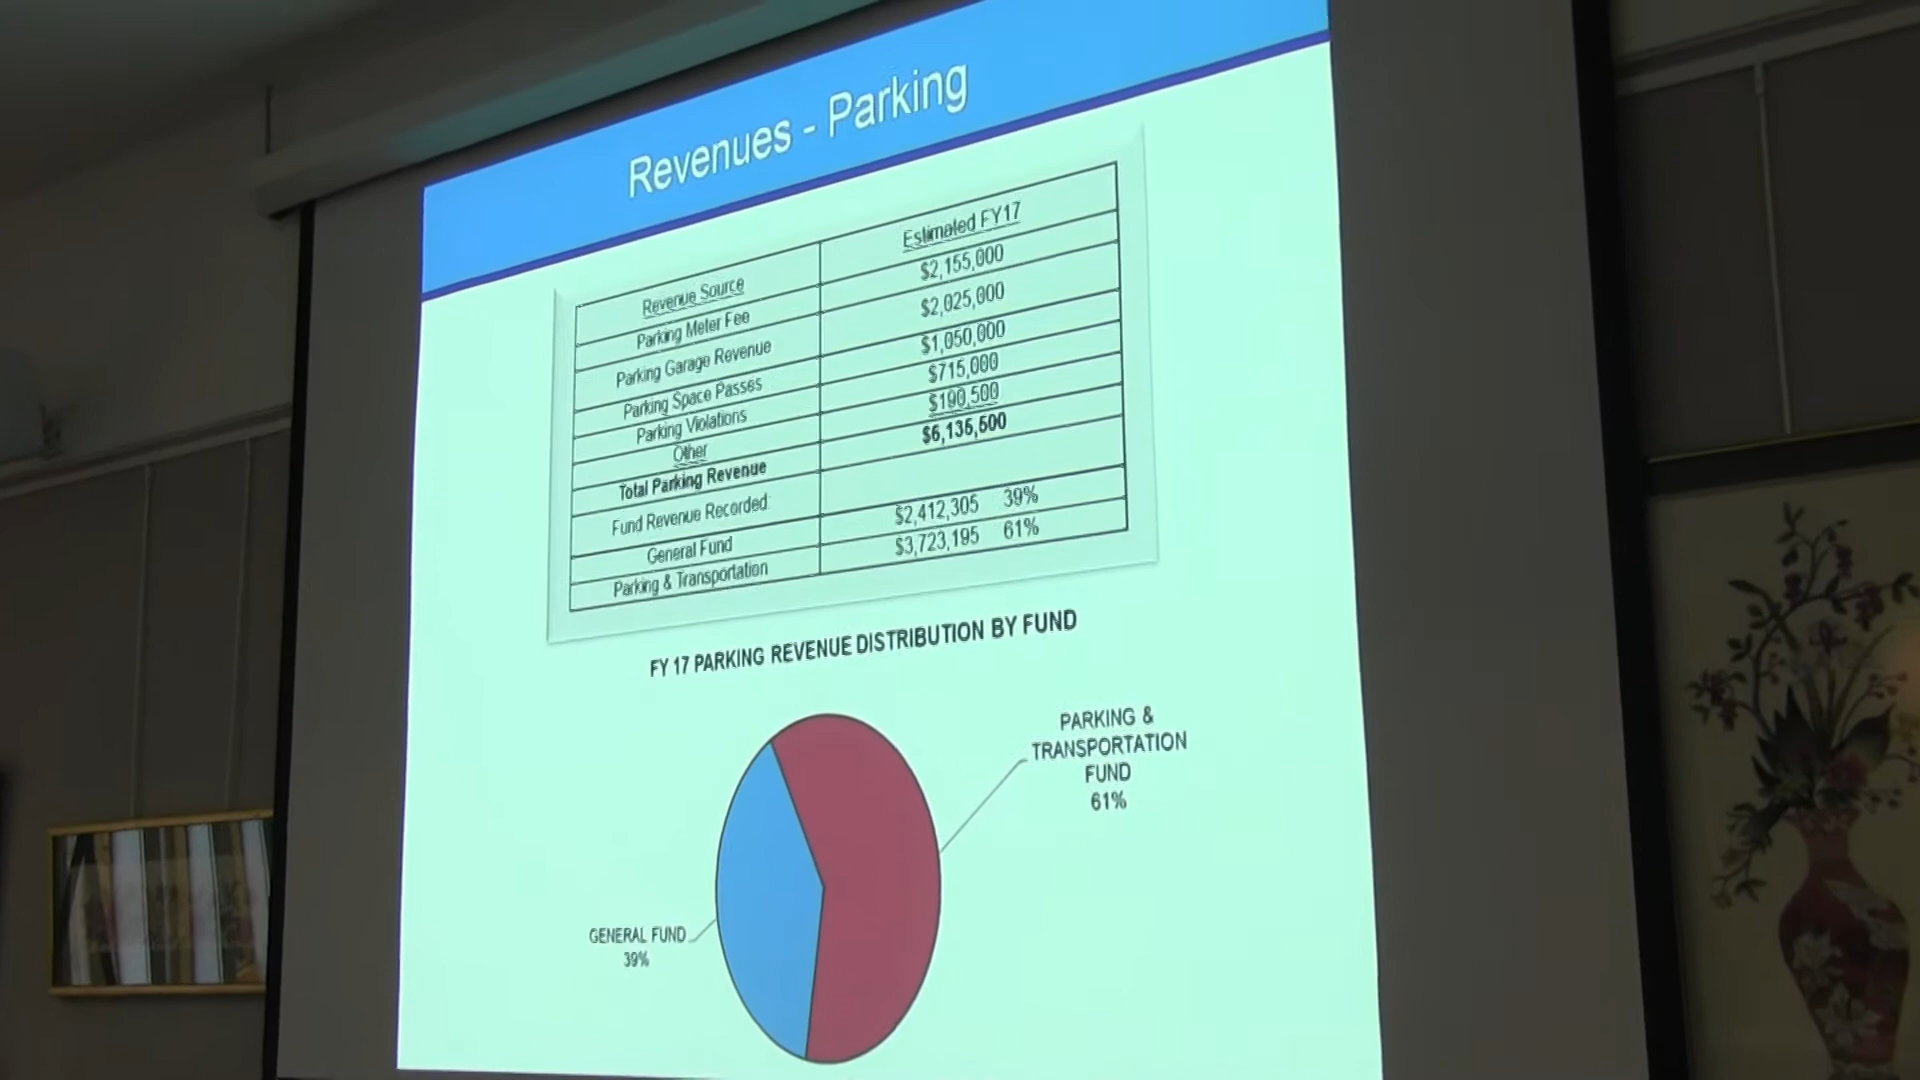 Revenues - Parking
Revenue Source Estimated FY17
Parking Meter Fee $2,155,000
Parking Garage Revenue $2,025,000
Parking Space Passes $1,050,000
Parking Violations $715,000
Other $190,500
Total Parking Revenue $6,135,500
Fund Revenue Recorded:
General Fund $2,412,305 39%
Parking & Transportation $3,723,195 61%
FY 17 PARKING REVENUE DISTRIBUTION BY FUND
PARKING &
TRANSPORTATION
FUND
61%
GENERAL FUND
39%